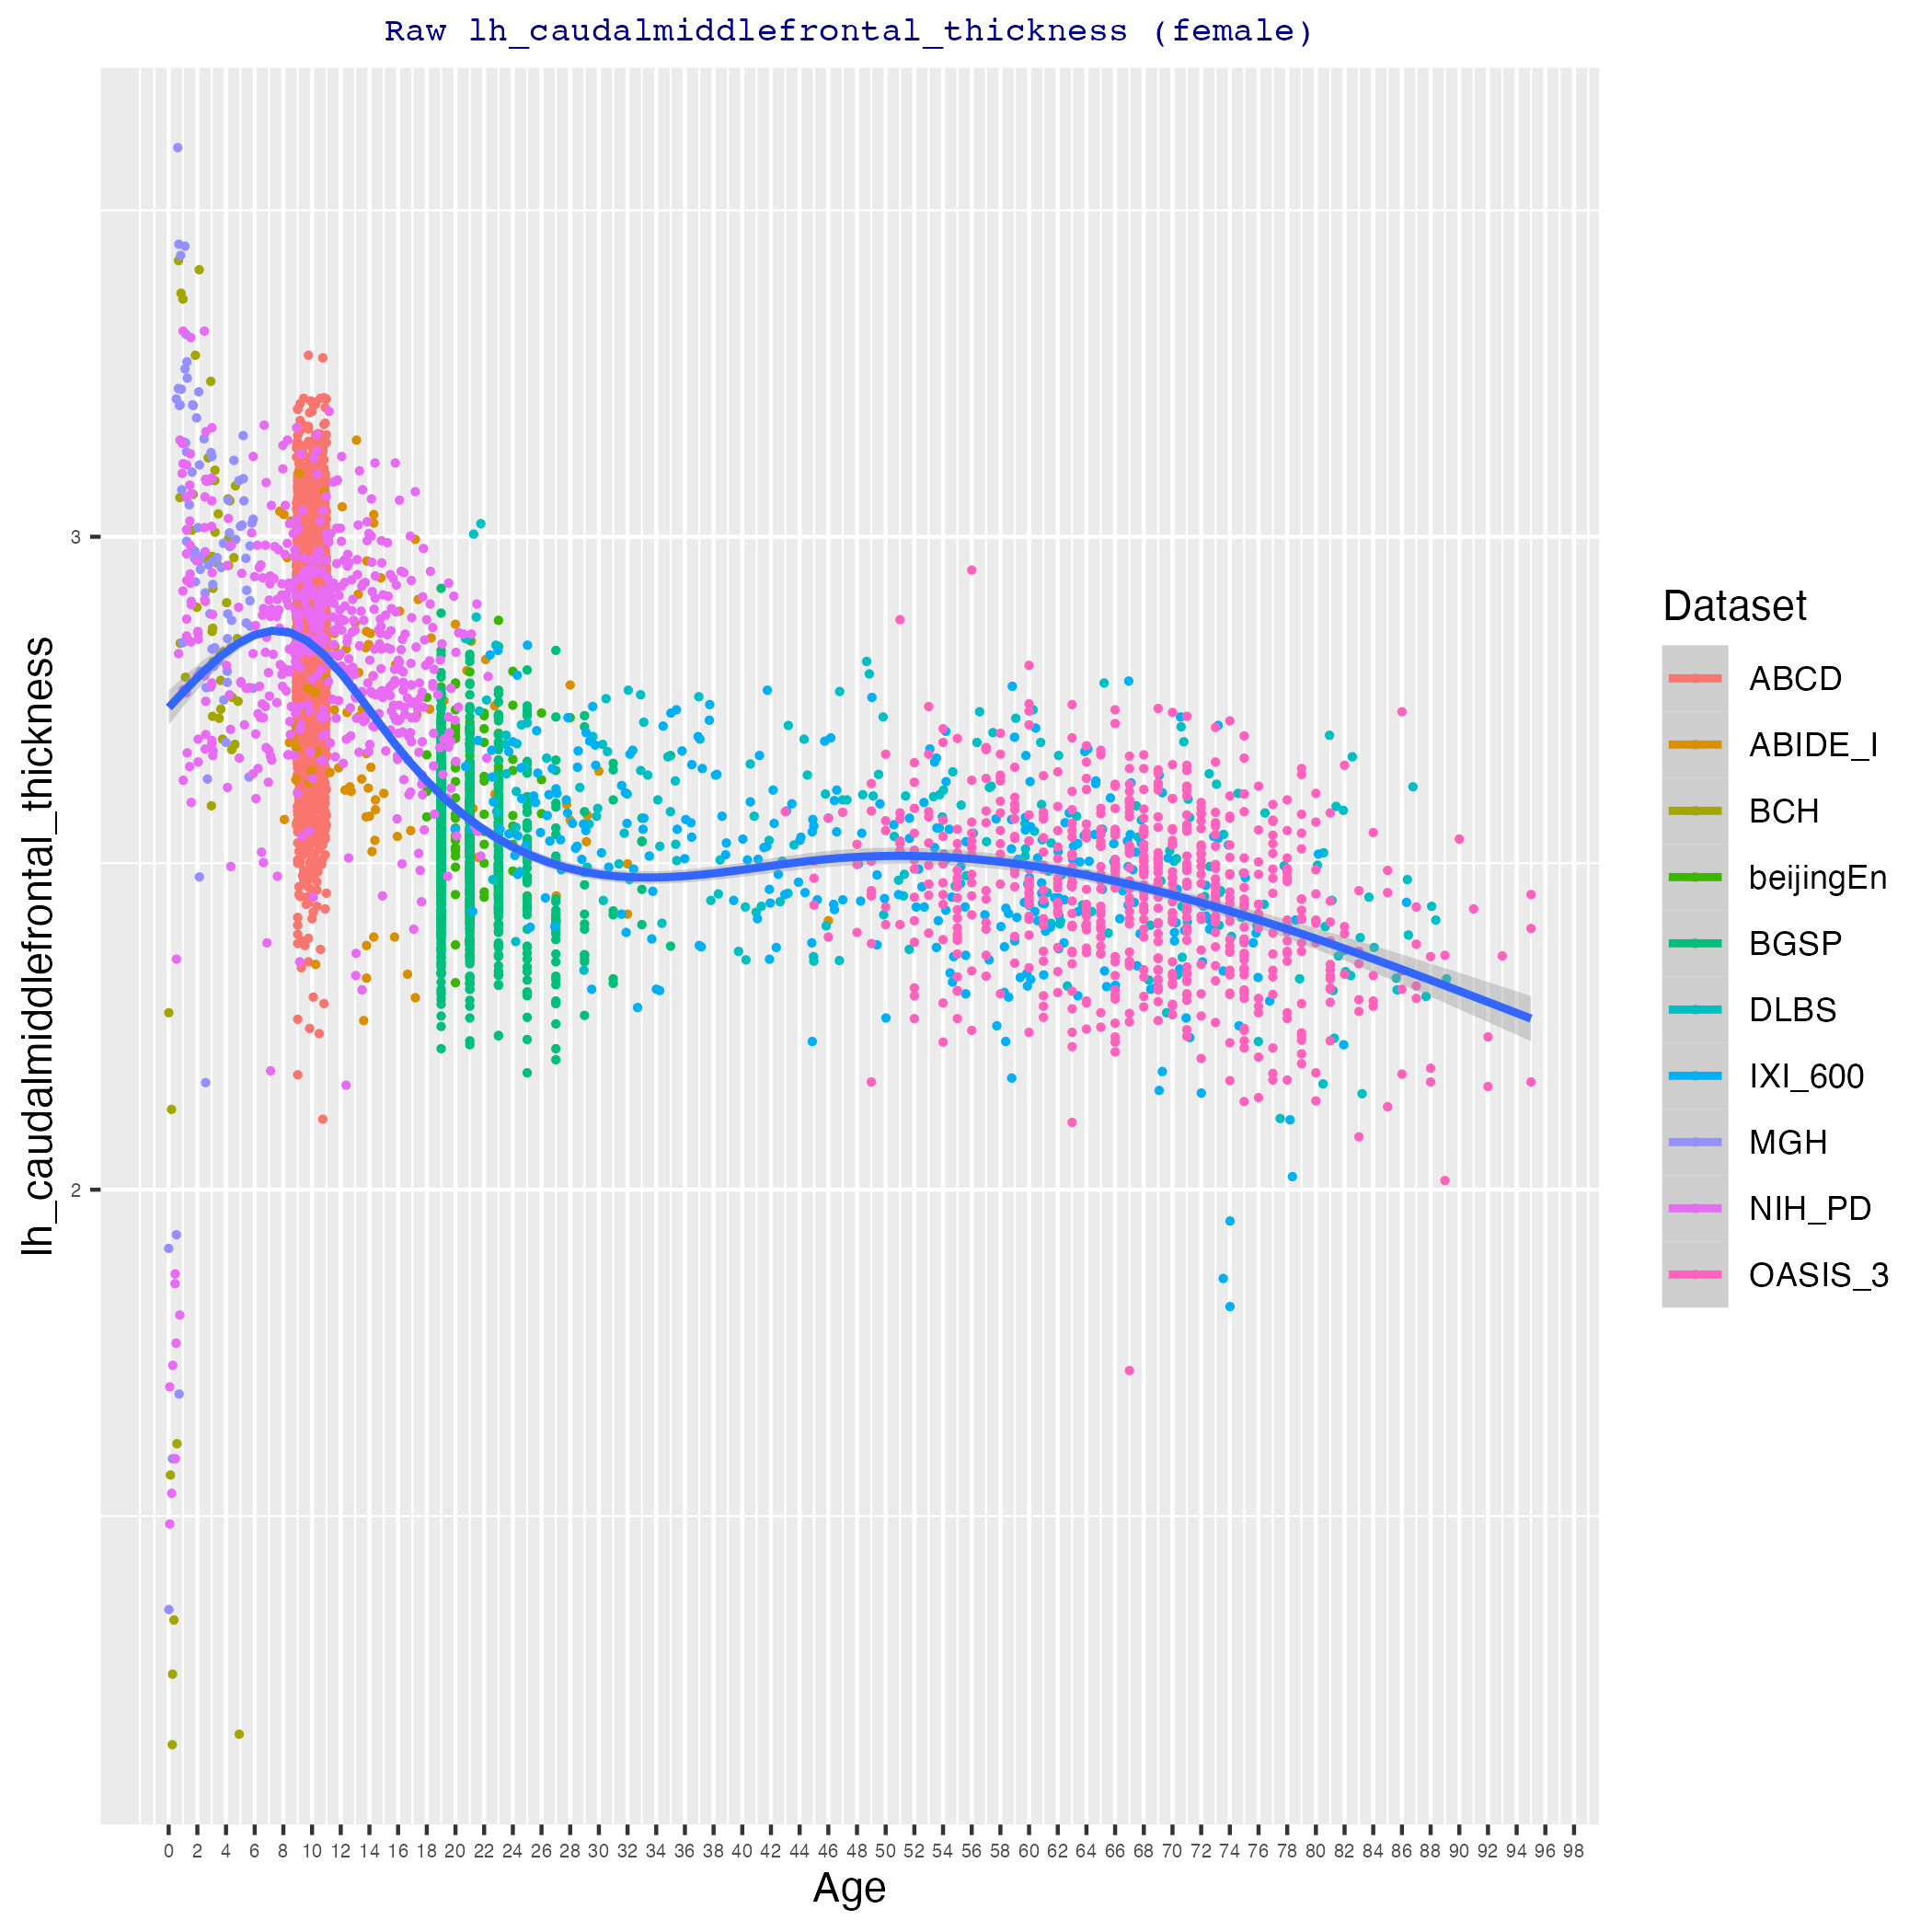 Raw lh_caudalmiddlefrontal_thickness (female)
lh_caudalmiddlefrontal_thickness
3
2
0 2 4 6 8 10 12 14 16 18 20 22 24 26 28 30 32 34 36 38 40 42 44 46 48 50 52 54 56 58 60 62 64 66 68 70 72 74 76 78 80 82 84 86 88 90 92 94 96 98
Age
Dataset
ABCD
ABIDE_I
BCH
beijingEn
BGSP
DLBS
IXI_600
MGH
NIH_PD
OASIS_3